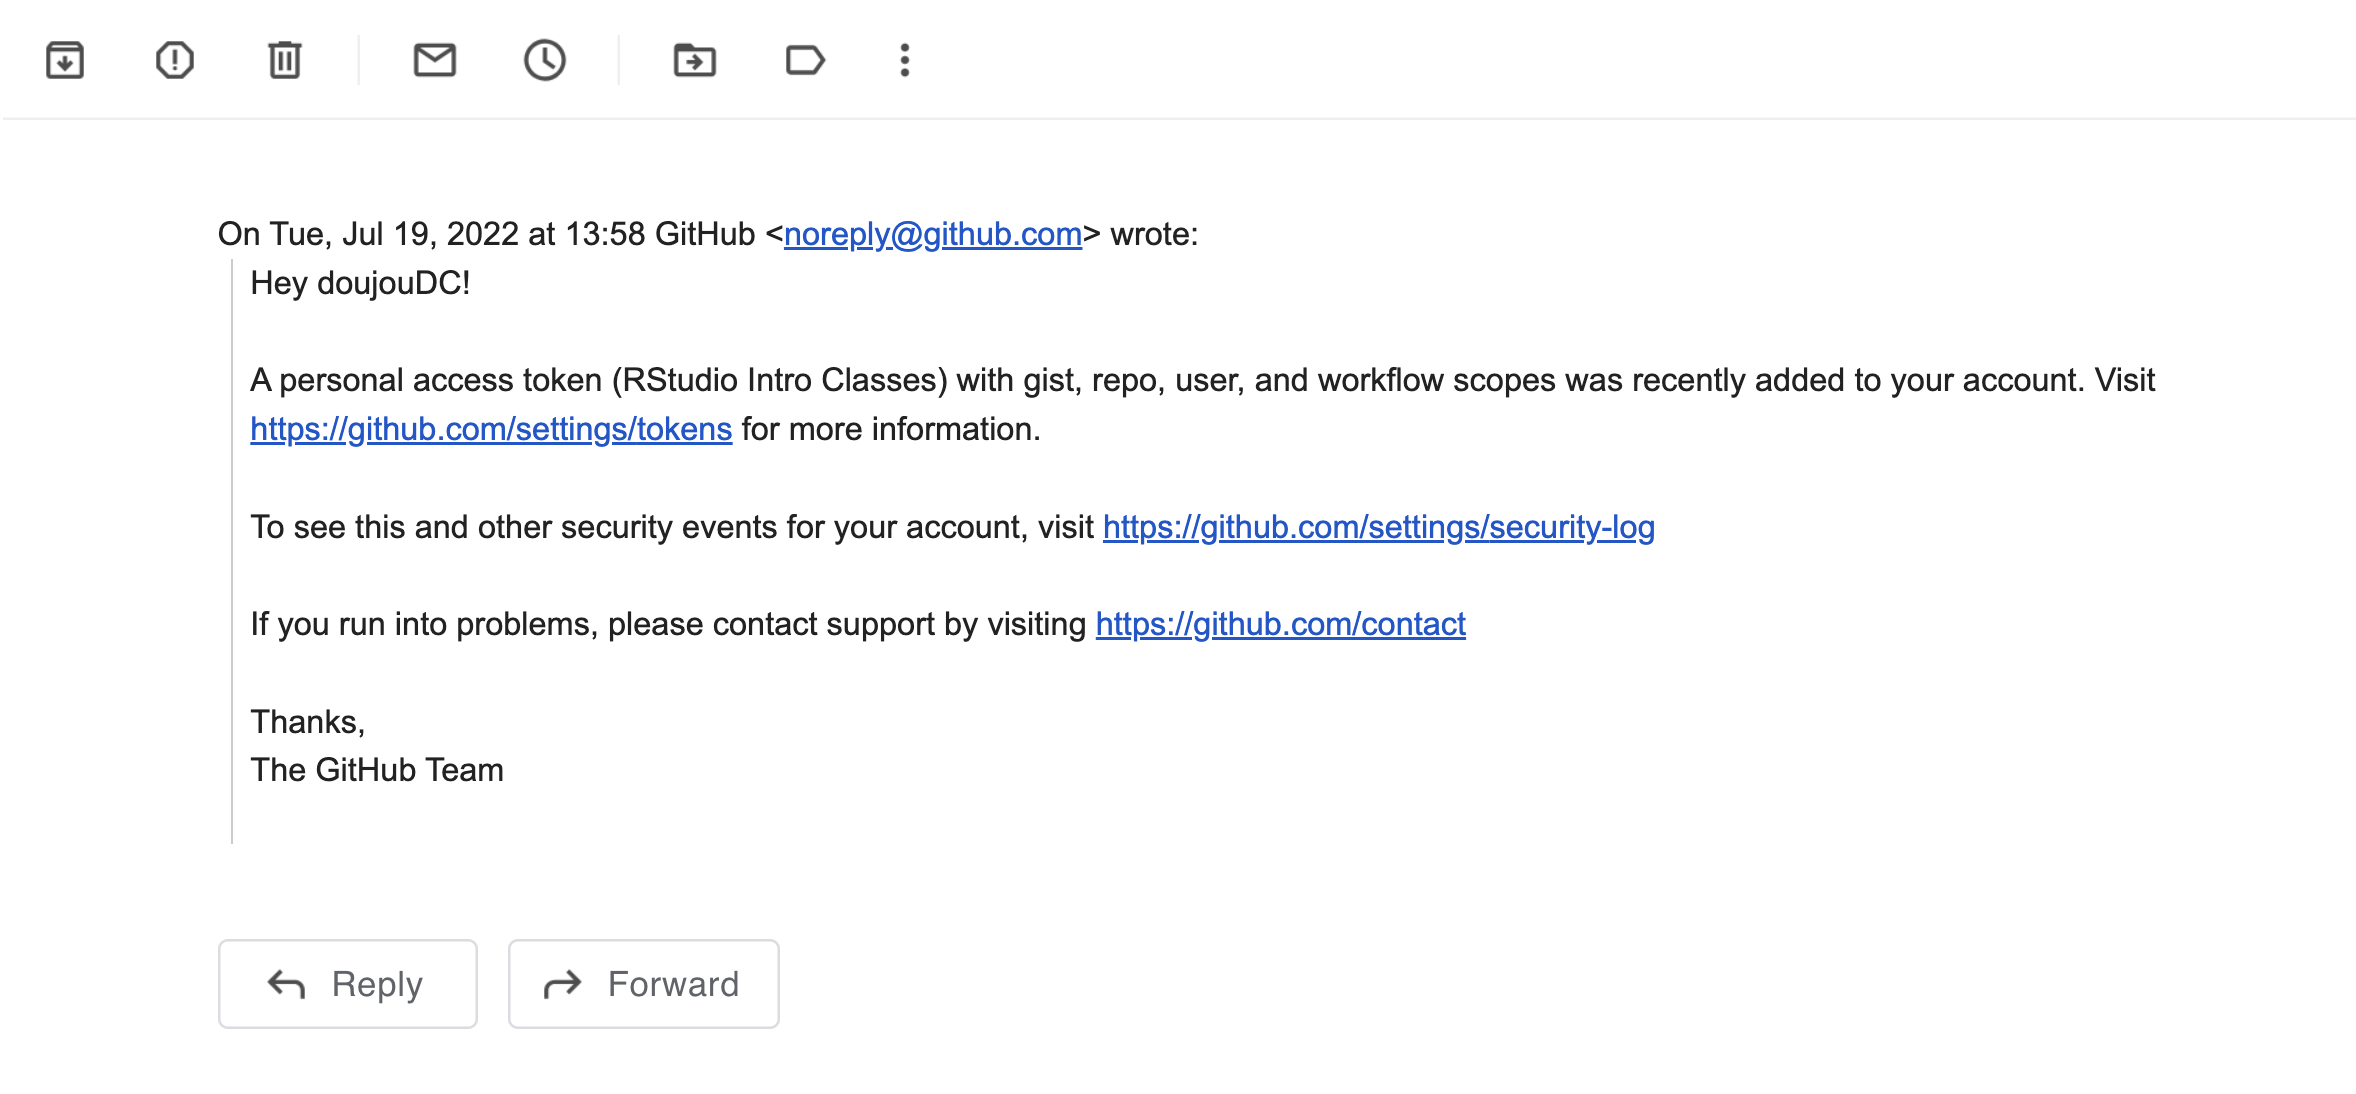 On Tue, Jul 19, 2022 at 13:58 GitHub <noreply@github.com> wrote:
Hey doujouDC!
A personal access token (RStudio Intro Classes) with gist, repo, user, and workflow scopes was recently added to your account. Visit
https://github.com/settings/tokens for more information.
To see this and other security events for your account, visit https://github.com/settings/security-log
If you run into problems, please contact support by visiting https://github.com/contact
Thanks,
The GitHub Team
Reply
Forward